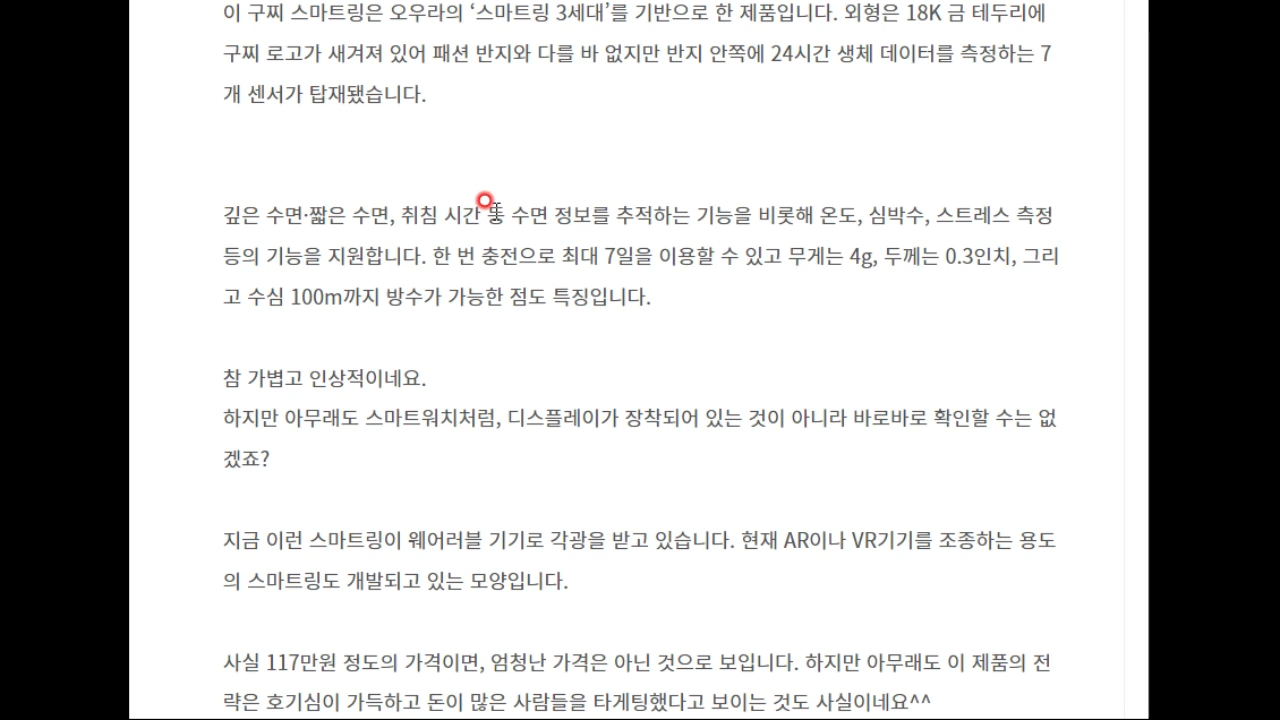 이 구찌 스마트링은 오우라의 ‘스마트링 3세대’를 기반으로 한 제품입니다. 외형은 18K 금 테두리에
구찌 로고가 새겨져 있어 패션 반지와 다를 바 없지만 반지 안쪽에 24시간 생체 데이터를 측정하는 7
개 센서가 탑재됐습니다.
깊은 수면·짧은 수면, 취침 시간 등 수면 정보를 추적하는 기능을 비롯해 온도, 심박수, 스트레스 측정
등의 기능을 지원합니다. 한 번 충전으로 최대 7일을 이용할 수 있고 무게는 4g, 두께는 0.3인치, 그리
고 수심 100m까지 방수가 가능한 점도 특징입니다.
참 가볍고 인상적이네요.
하지만 아무래도 스마트워치처럼, 디스플레이가 장착되어 있는 것이 아니라 바로바로 확인할 수는 없
겠죠?
지금 이런 스마트링이 웨어러블 기기로 각광을 받고 있습니다. 현재 AR이나 VR기기를 조종하는 용도
의 스마트링도 개발되고 있는 모양입니다.
사실 117만원 정도의 가격이면, 엄청난 가격은 아닌 것으로 보입니다. 하지만 아무래도 이 제품의 전
략은 호기심이 가득하고 돈이 많은 사람들을 타게팅했다고 보이는 것도 사실이네요^^